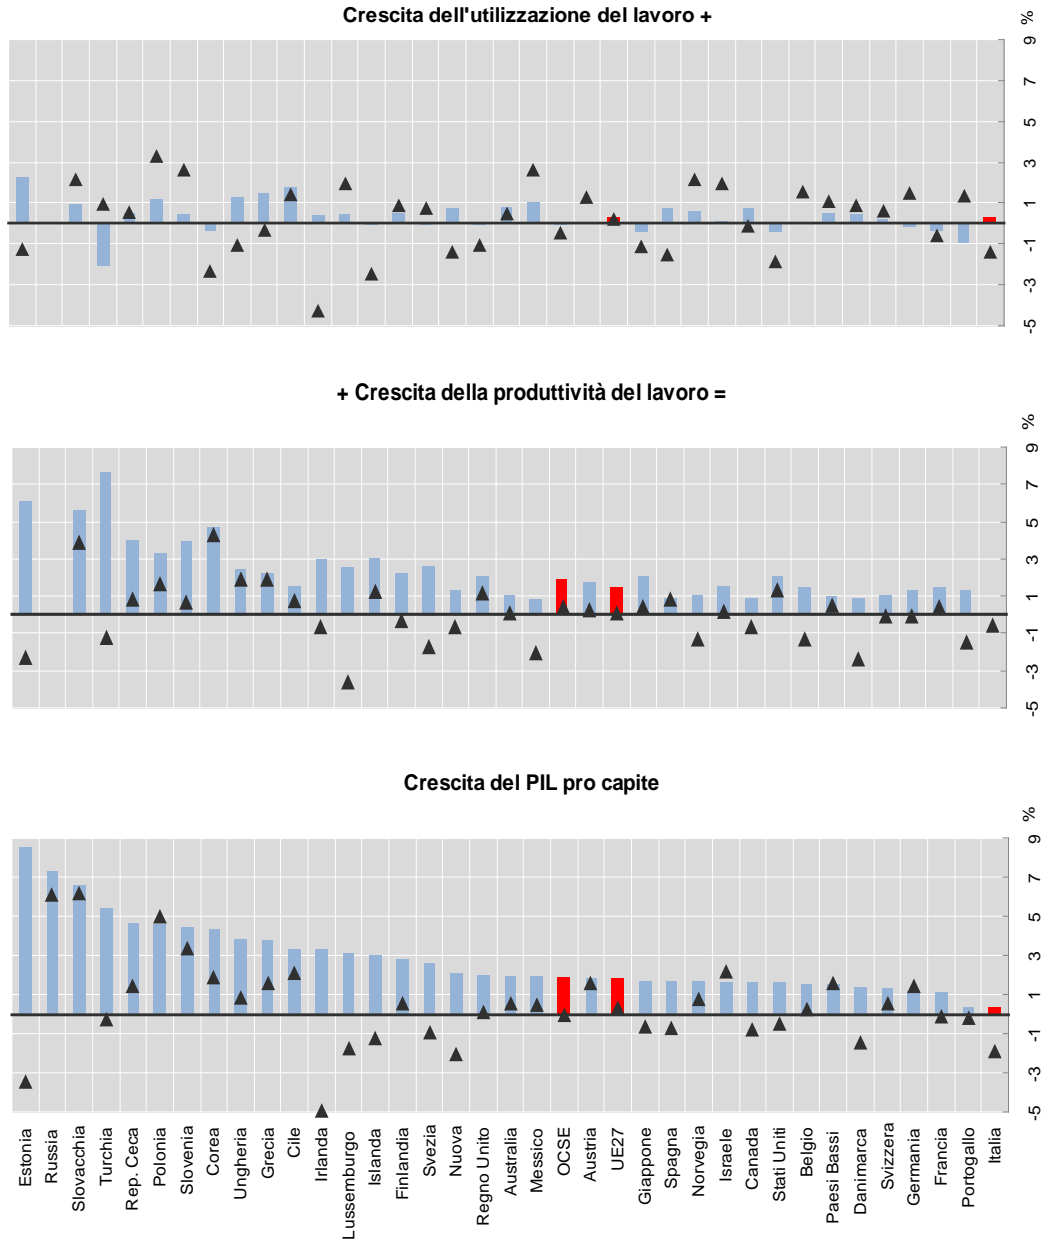 Crescita dell'utilizzazione del lavoro +
%
9
7
5
3
1
-1
-3
-5
+ Crescita della produttività del lavoro =
%
9
7
5
3
1
-1
-3
-5
Crescita del PIL pro capite
%
9
7
5
3
1
-1
-3
-5
Estonia
Russia
Slovacchia
Turchia
Rep. Ceca
Polonia
Slovenia
Corea
Ungheria
Grecia
Cile
Irlanda
Lussemburgo
Islanda
Finlandia
Svezia
Nuova
Regno Unito
Australia
Messico
OCSE
Austria
UE27
Giappone
Spagna
Norvegia
Israele
Canada
Stati Uniti
Belgio
Paesi Bassi
Danimarca
Svizzera
Germania
Francia
Portogallo
Italia